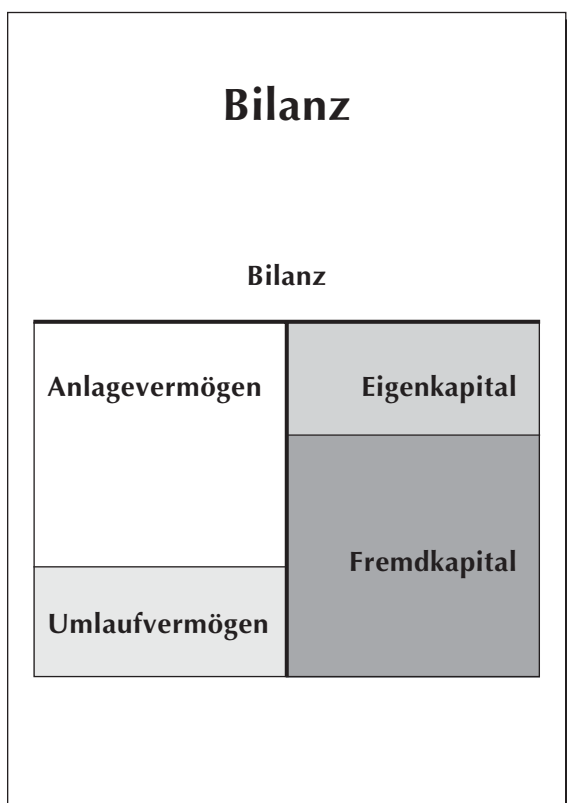 Bilanz
Bilanz
Anlagevermögen
Umlaufvermögen
Eigenkapital
Fremdkapital